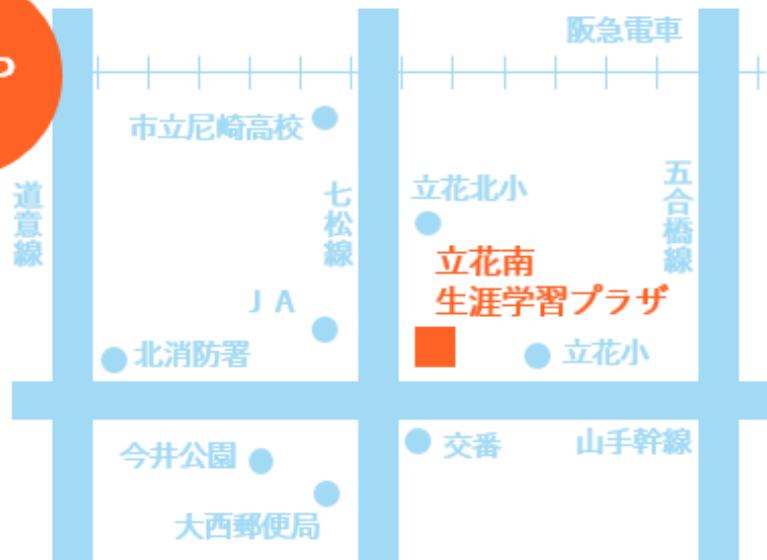 阪急電車
P
市立尼崎高校
道意線
七松線
立花北小
五合橋線
立花南
生涯学習プラザ
JA
北消防署
立花小
今井公園
交番
山手幹線
大西郵便局